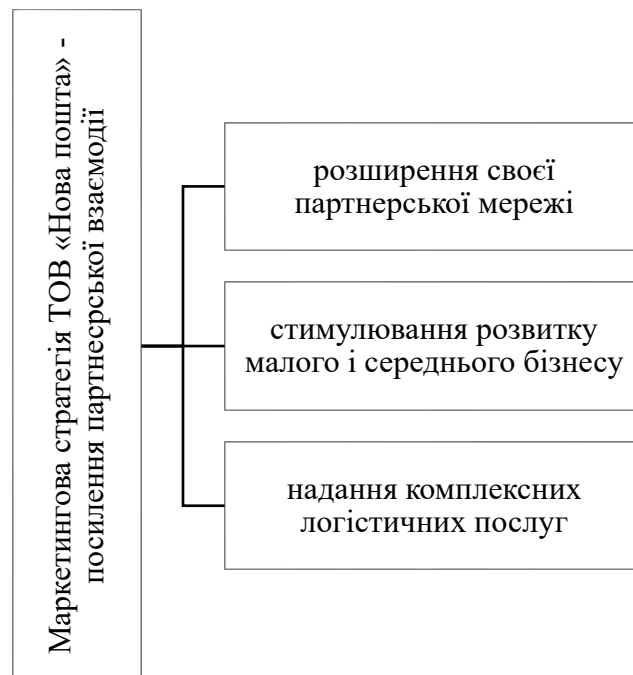 Маркетингова стратегія ТОВ «Нова пошта» -
посилення партнесрської взаємодії
розширення своєї
партнерської мережі
стимулювання розвитку
малого і середнього бізнесу
надання комплексних
логістичних послуг